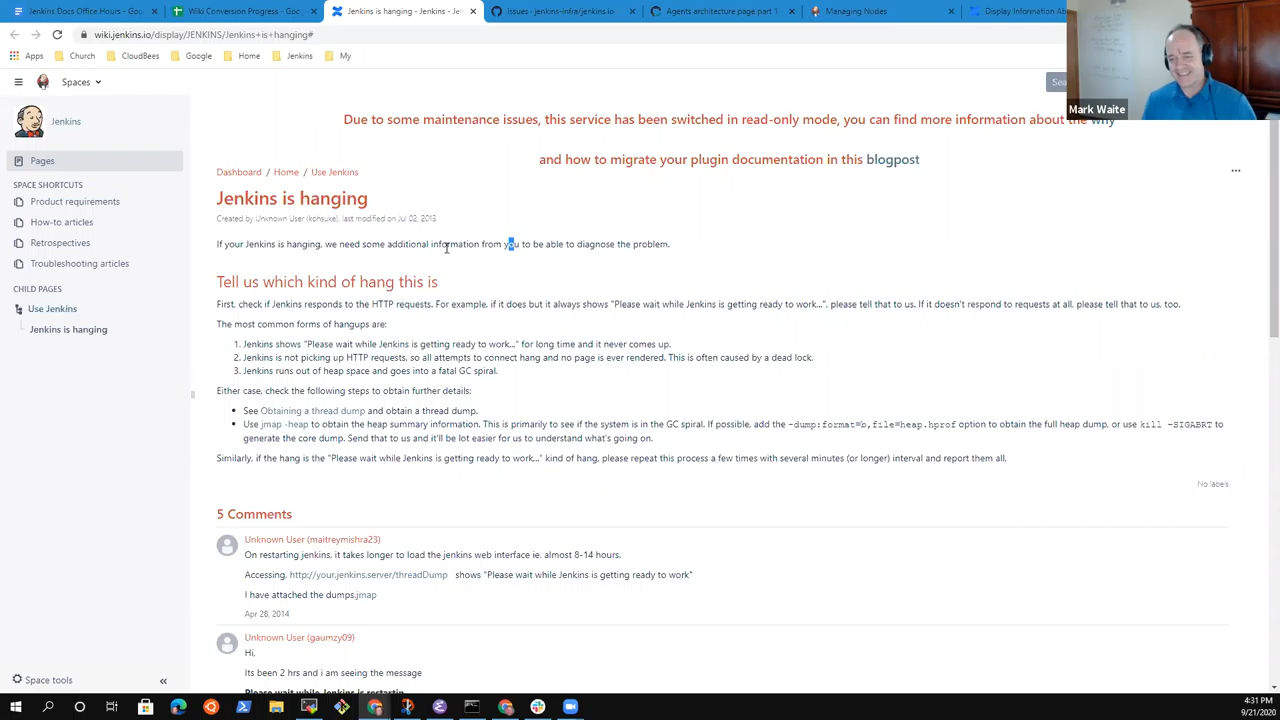 Jenkins Docs Office Hours - Goo
Wiki Conversion Progress - Goog
Jenkins is hanging - Jenkins - Jen
Issues · jenkins-infra/jenkins.io
Agents architecture page part 1
Managing Nodes
Display Information Ab
wiki.jenkins.io/display/JENKINS/Jenkins+is+hanging#
Apps
Church
CloudBees
Google
Home
Jenkins
My
Spaces
Sea
Mark Waite
Jenkins
Due to some maintenance issues, this service has been switched in read-only mode, you can find more information about the why
and how to migrate your plugin documentation in this blogpost
Pages
SPACE SHORTCUTS
Product requirements
How-to articles
Retrospectives
Troubleshooting articles
CHILD PAGES
Use Jenkins
Jenkins is hanging
Dashboard / Home / Use Jenkins
Jenkins is hanging
Created by Unknown User (kohsuke), last modified on Jul 02, 2013
If your Jenkins is hanging, we need some additional information from you to be able to diagnose the problem.
Tell us which kind of hang this is
First, check if Jenkins responds to the HTTP requests. For example, if it does but it always shows "Please wait while Jenkins is getting ready to work...", please tell that to us. If it doesn't respond to requests at all, please tell that to us, too.
The most common forms of hangups are:
1. Jenkins shows "Please wait while Jenkins is getting ready to work..." for long time and it never comes up.
2. Jenkins is not picking up HTTP requests, so all attempts to connect hang and no page is ever rendered. This is often caused by a dead lock.
3. Jenkins runs out of heap space and goes into a fatal GC spiral.
Either case, check the following steps to obtain further details:
• See Obtaining a thread dump and obtain a thread dump.
• Use jmap -heap to obtain the heap summary information. This is primarily to see if the system is in the GC spiral. If possible, add the -dump:format=b,file=heap.hprof option to obtain the full heap dump, or use kill -SIGABRT to
generate the core dump. Send that to us and it'll be lot easier for us to understand what's going on.
Similarly, if the hang is the "Please wait while Jenkins is getting ready to work..." kind of hang, please repeat this process a few times with several minutes (or longer) interval and report them all.
No labels
5 Comments
Unknown User (maitreymishra23)
On restarting jenkins, it takes longer to load the jenkins web interface ie. almost 8-14 hours.
Accessing, http://your.jenkins.server/threadDump shows "Please wait while Jenkins is getting ready to work"
I have attached the dumps.jmap
Apr 28, 2014
Unknown User (gaumzy09)
Hi,
Its been 2 hrs and i am seeing the message
Please wait while Jenkins is restartin
Space tools
4:31 PM
9/21/2020